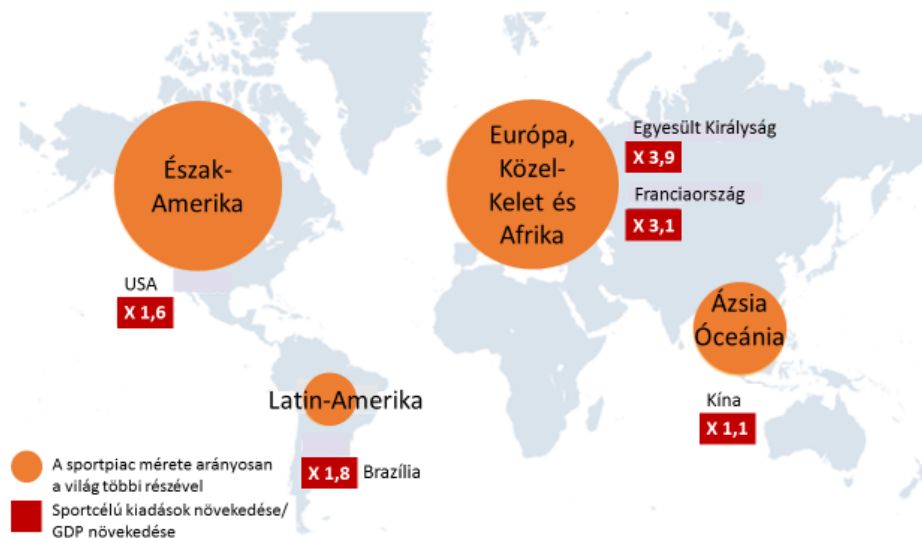 Észak-
Amerika
USA
X 1,6
Európa,
Közel-
Kelet és
Afrika
Egyesült Királyság
X 3,9
Franciaország
X 3,1
Ázsia
Óceánia
Kína
X 1,1
Latin-Amerika
X 1,8 Brazília
A sportpiac mérete arányosan
a világ többi részével
Sportcélú kiadások növekedése/
GDP növekedése